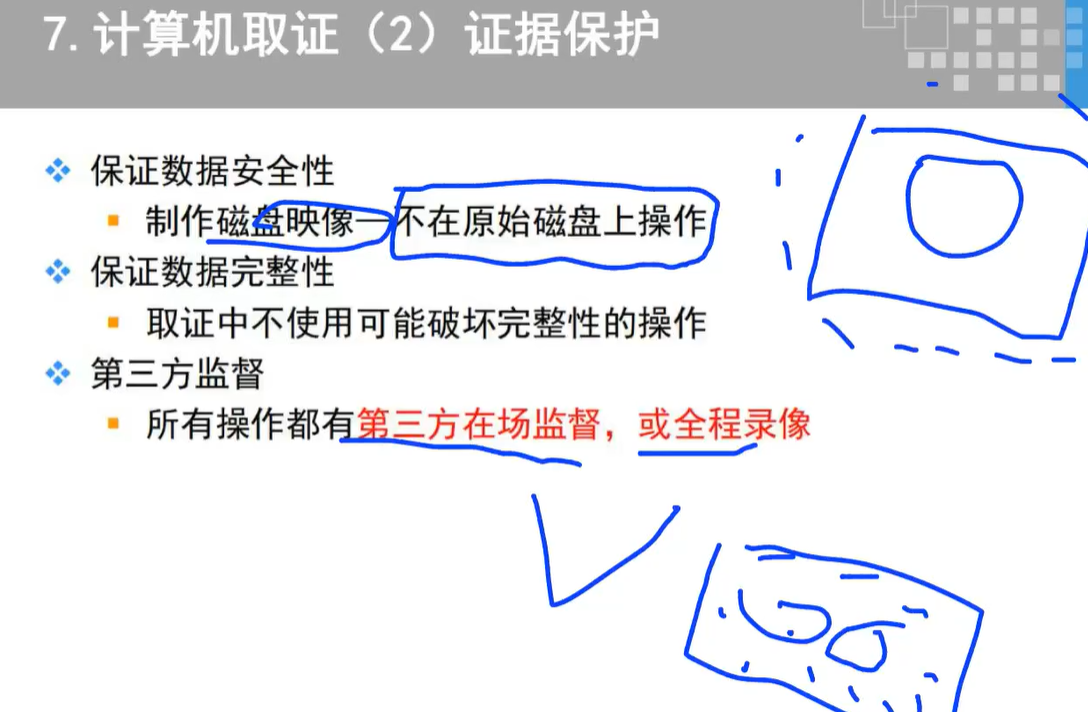 7. 计算机取证（2）证据保护
保证数据安全性
制作磁盘映像—不在原始磁盘上操作
保证数据完整性
取证中不使用可能破坏完整性的操作
第三方监督
所有操作都有第三方在场监督，或全程录像